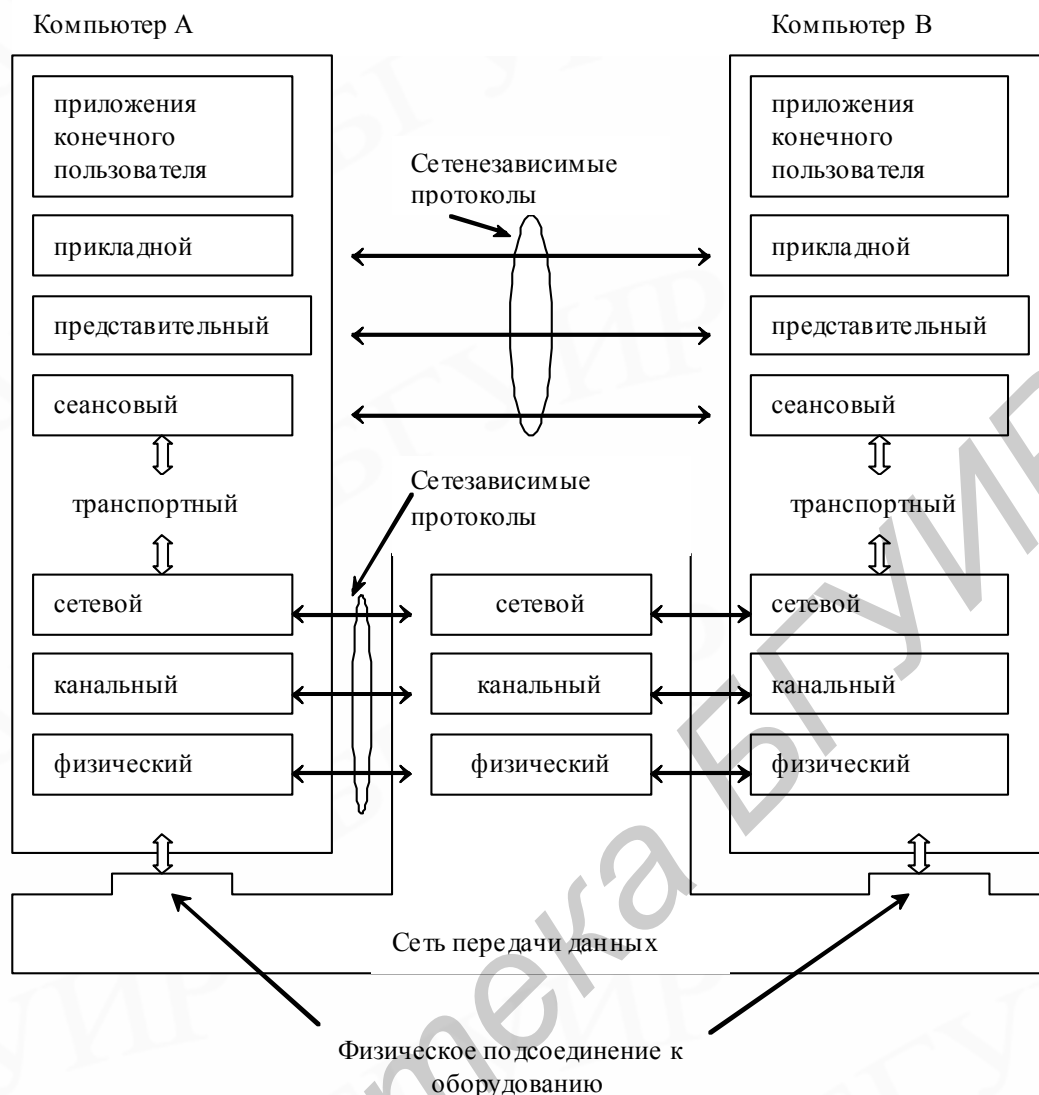 Компьютер А
Компьютер В
приложения
конечного
пользователя
прикладной
представительный
сеансовый
транспортный
сетевой
канальный
физический
Сетенезависимые
протоколы
Сетезависимые
протоколы
сетевой
канальный
физический
приложения
конечного
пользователя
прикладной
представительный
сеансовый
транспортный
сетевой
канальный
физический
Сеть передачи данных
Физическое подсоединение к
оборудованию
БГУИР